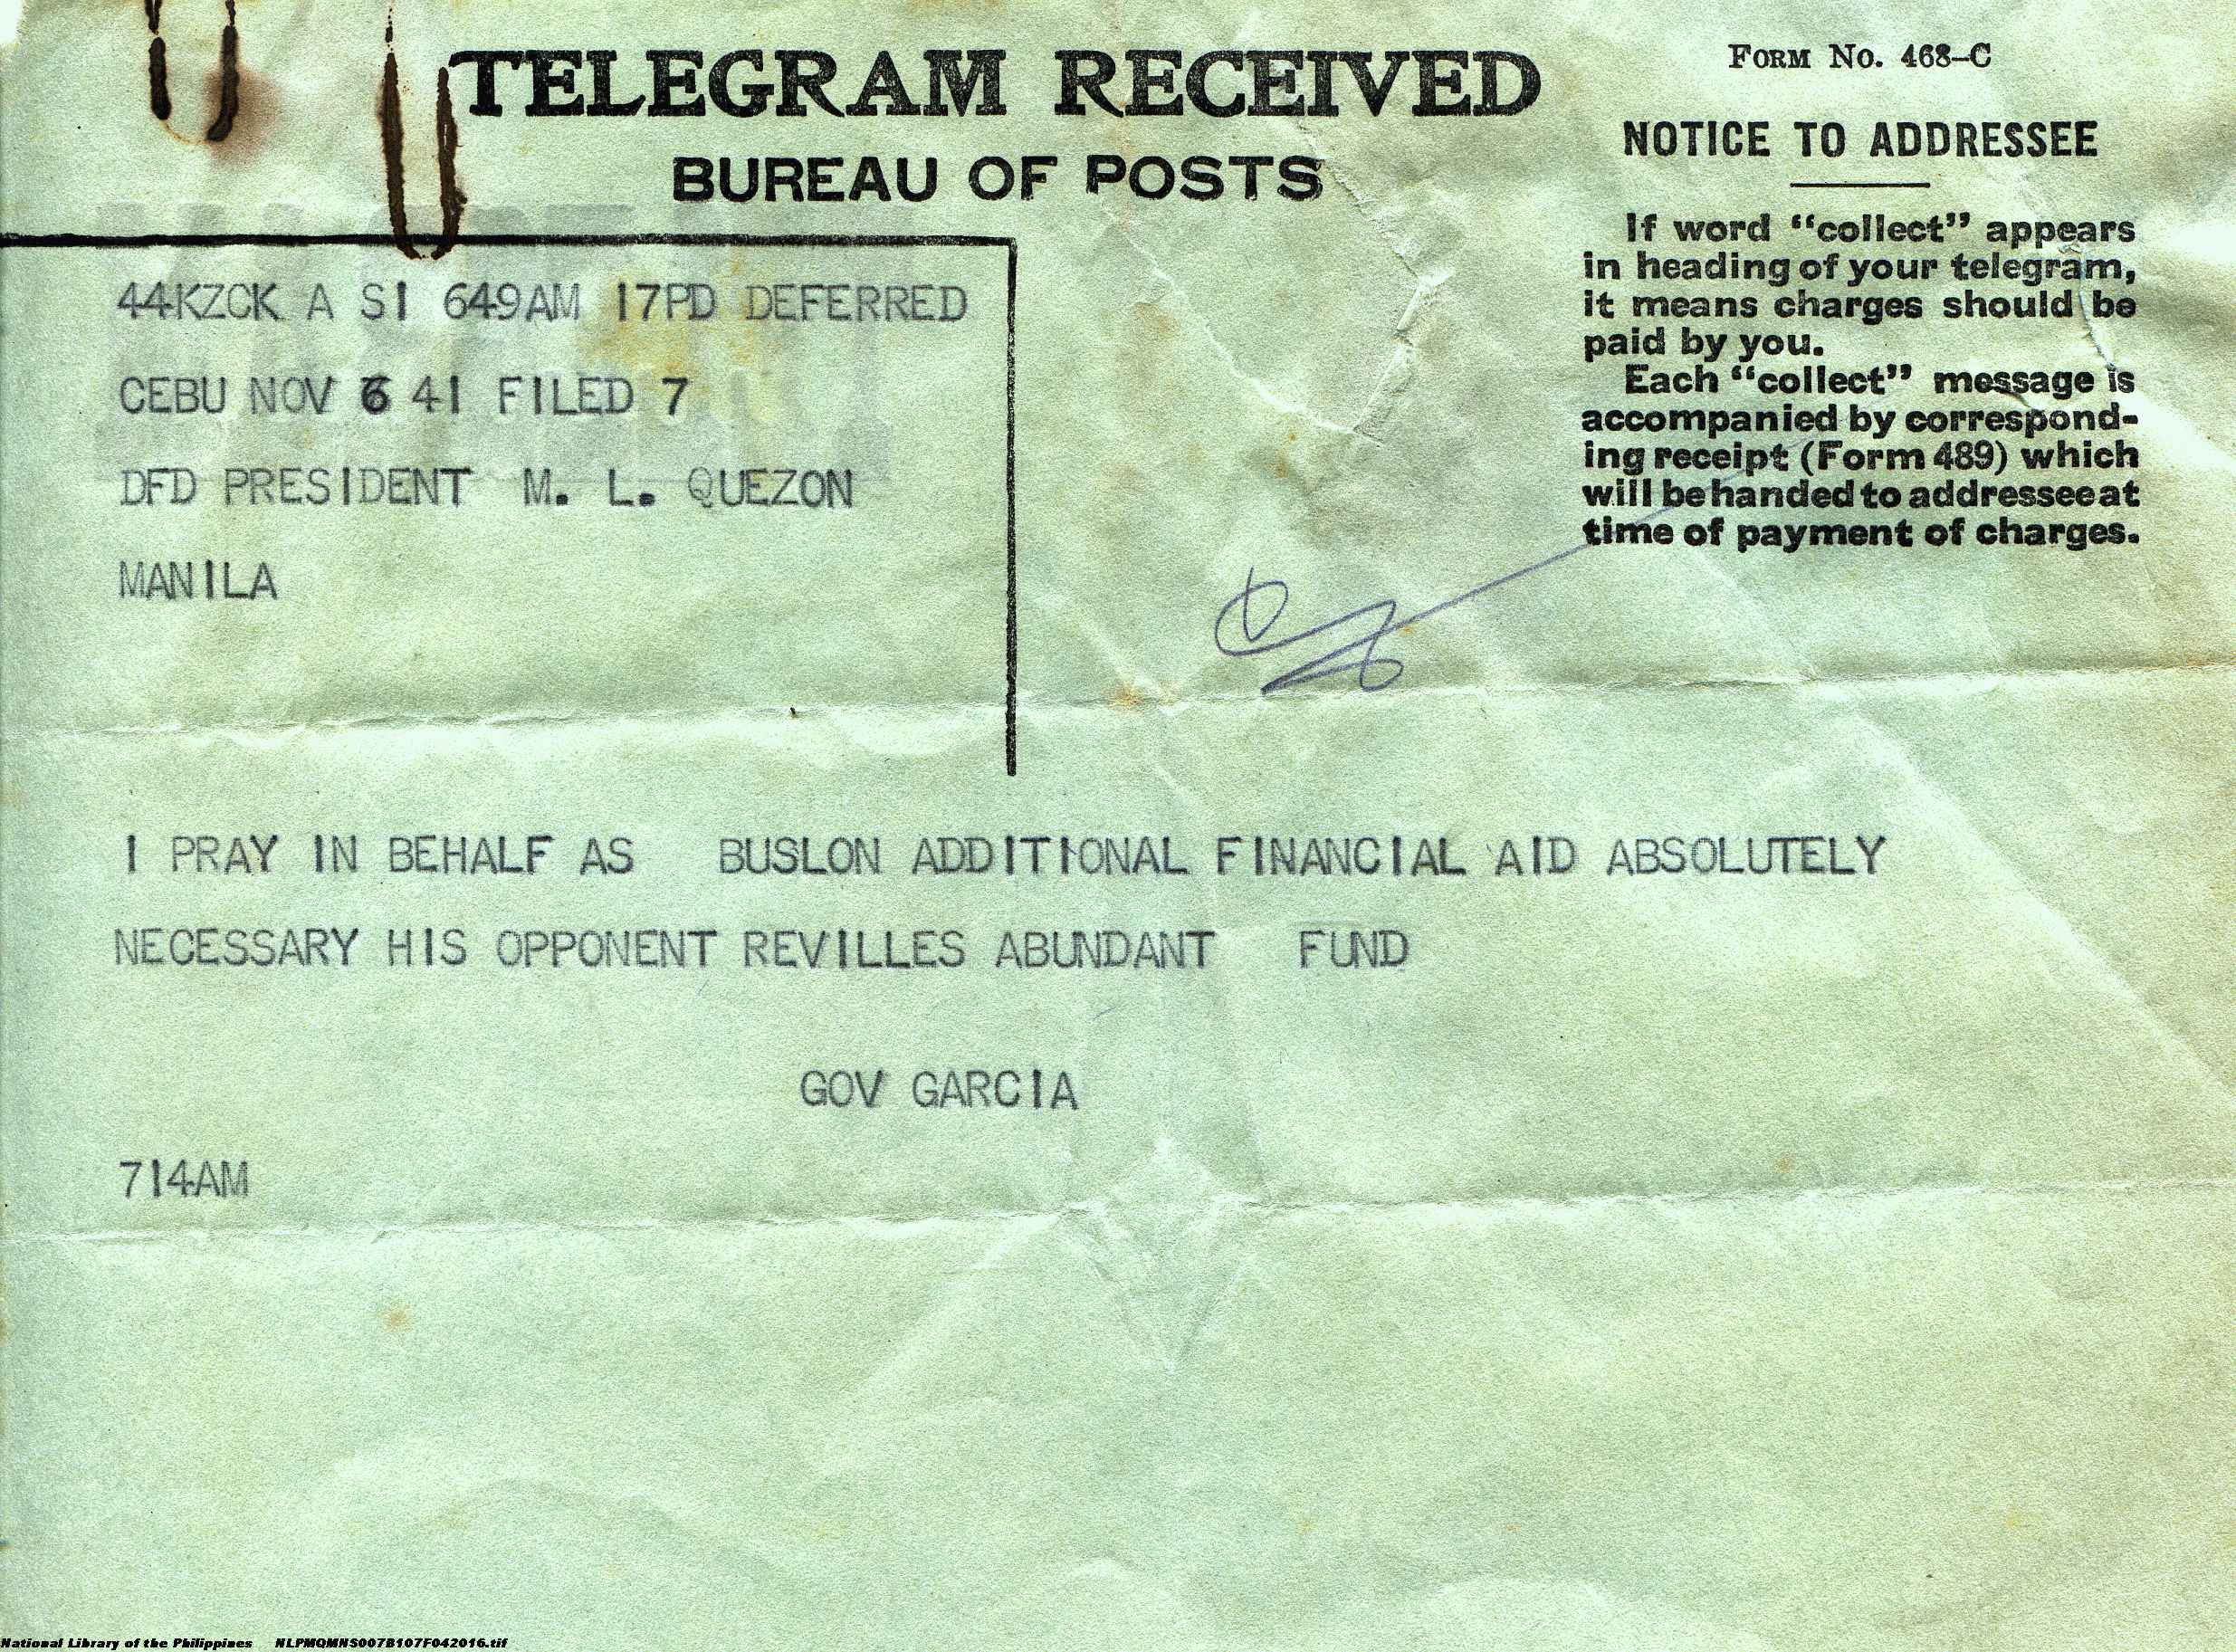 TELEGRAM RECEIVED
BUREAU OF POSTS
FORM NO. 468-C
NOTICE TO ADDRESSEE
If word "collect" appears
in heading of your telegram,
it means charges should be
paid by you.
Each "collect" message is
accompanied by correspond-
ing receipt (Form 489) which
will be handed to addressee at
time of payment of charges.
44KZCK A SI 649AM 17PD DEFERRED
CEBU NOV 6 41 FILED 7
DFD PRESIDENT M. L. QUEZON
MANILA
I PRAY IN BEHALF AS BUSLON ADDITIONAL FINANCIAL AID ABSOLUTELY
NECESSARY HIS OPPONENT REVILLES ABUNDANT FUND
GOV GARCIA
714AM
National Library of the Philippines NLPMQMNS007B107F042016.tif